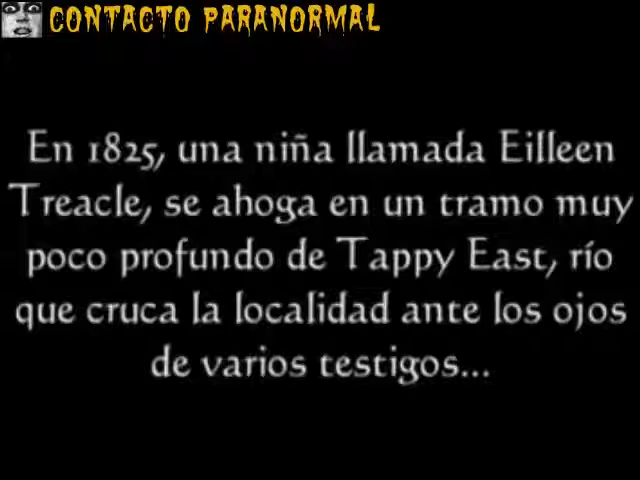 CONTACTO PARANORMAL
En 1825, una niña llamada Eilleen
Treacle, se ahoga en un tramo muy
poco profundo de Tappy East, río
que cruca la localidad ante los ojos
de varios testigos...